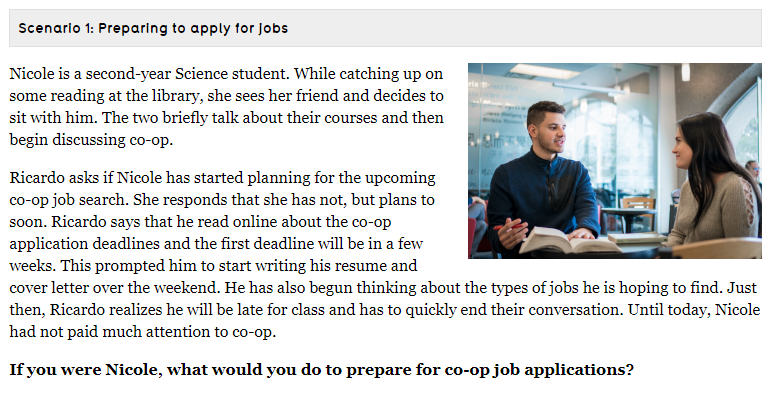 Scenario 1: Preparing to apply for jobs
Nicole is a second-year Science student. While catching up on
some reading at the library, she sees her friend and decides to
sit with him. The two briefly talk about their courses and then
begin discussing co-op.
Ricardo asks if Nicole has started planning for the upcoming
co-op job search. She responds that she has not, but plans to
soon. Ricardo says that he read online about the co-op
application deadlines and the first deadline will be in a few
weeks. This prompted him to start writing his resume and
cover letter over the weekend. He has also begun thinking about the types of jobs he is hoping to find. Just
then, Ricardo realizes he will be late for class and has to quickly end their conversation. Until today, Nicole
had not paid much attention to co-op.
If you were Nicole, what would you do to prepare for co-op job applications?